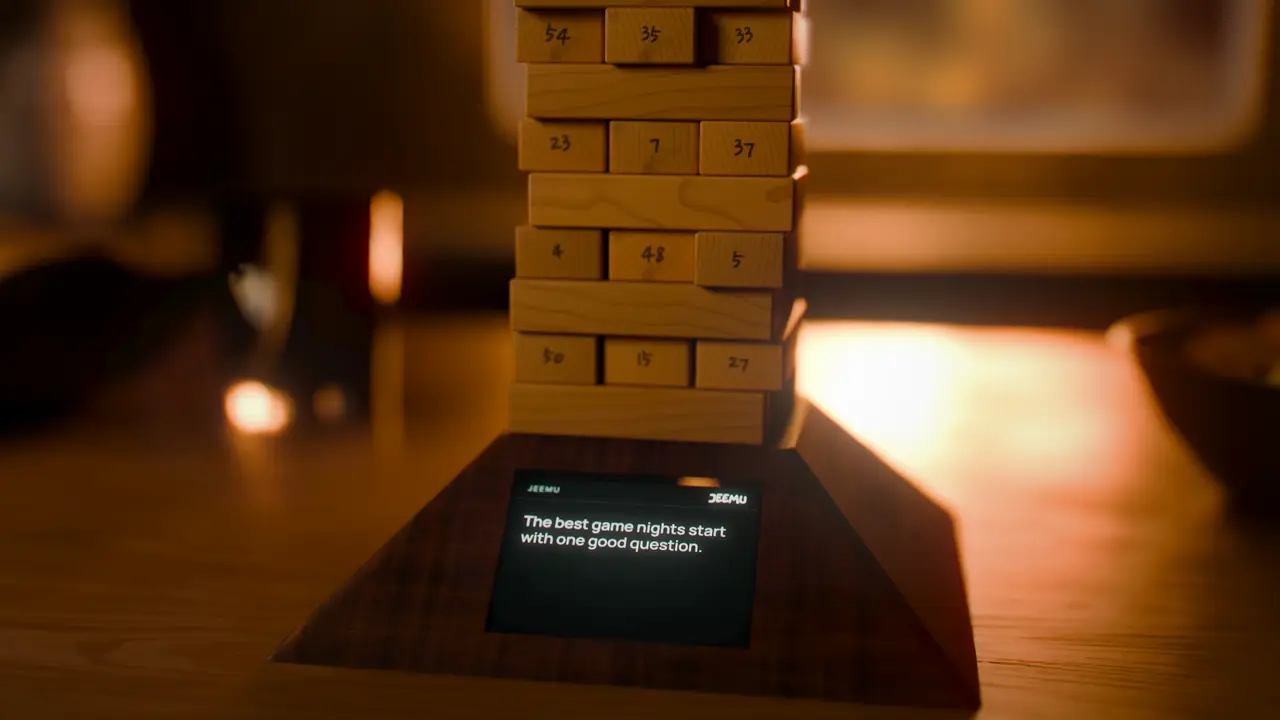 54 35 33
23 7 37
4 48 5
50 15 27
JEEMU JEEMU
The best game nights start
with one good question.